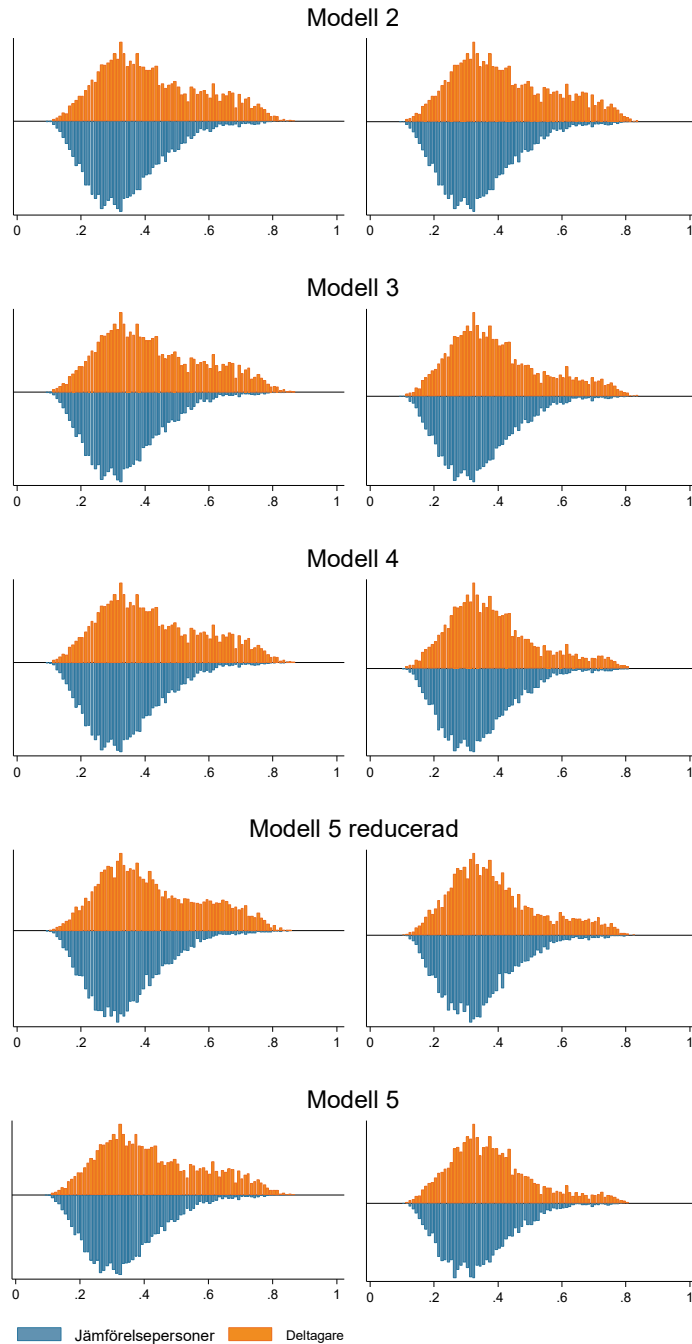 Modell 2
0 .2 .4 .6 .8 1 0 .2 .4 .6 .8 1
Modell 3
0 .2 .4 .6 .8 1 0 .2 .4 .6 .8 1
Modell 4
0 .2 .4 .6 .8 1 0 .2 .4 .6 .8 1
Modell 5 reducerad
0 .2 .4 .6 .8 1 0 .2 .4 .6 .8 1
Modell 5
0 .2 .4 .6 .8 1 0 .2 .4 .6 .8 1
Jämförelsepersoner Deltagare